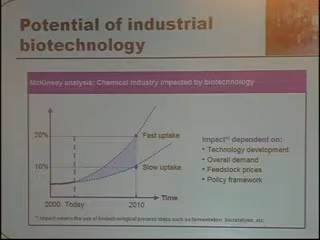 Potential of industrial
biotechnology
McKinsey analysis: Chemical industry impacted by biotechnology
20%
Fast uptake
10%
Slow uptake
2000 Today
2010
Time
Impact*) dependent on:
• Technology development
• Overall demand
• Feedstock prices
• Policy framework
*) Impact means the use of biotechnological process steps such as fermentation, biocatalysis, etc.